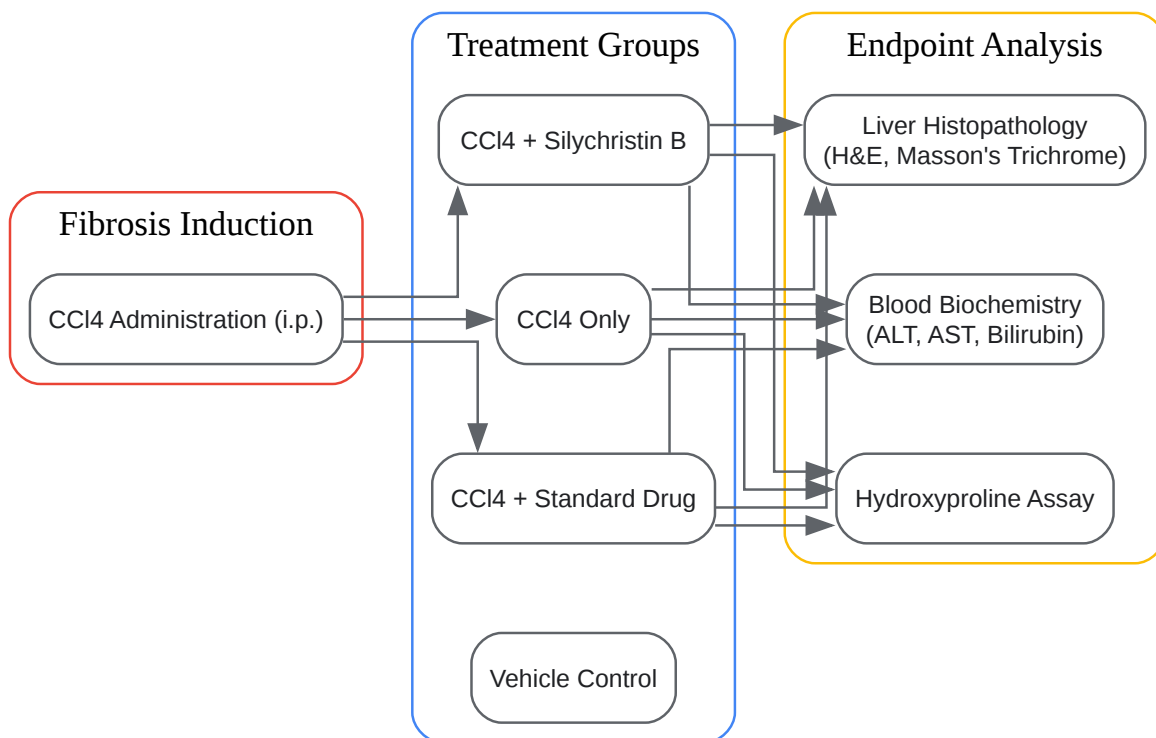 Fibrosis Induction
CCl4 Administration (i.p.)
Treatment Groups
CCl4 + Silychristin B
CCl4 Only
CCl4 + Standard Drug
Vehicle Control
Endpoint Analysis
Liver Histopathology
(H&E, Masson's Trichrome)
Blood Biochemistry
(ALT, AST, Bilirubin)
Hydroxyproline Assay